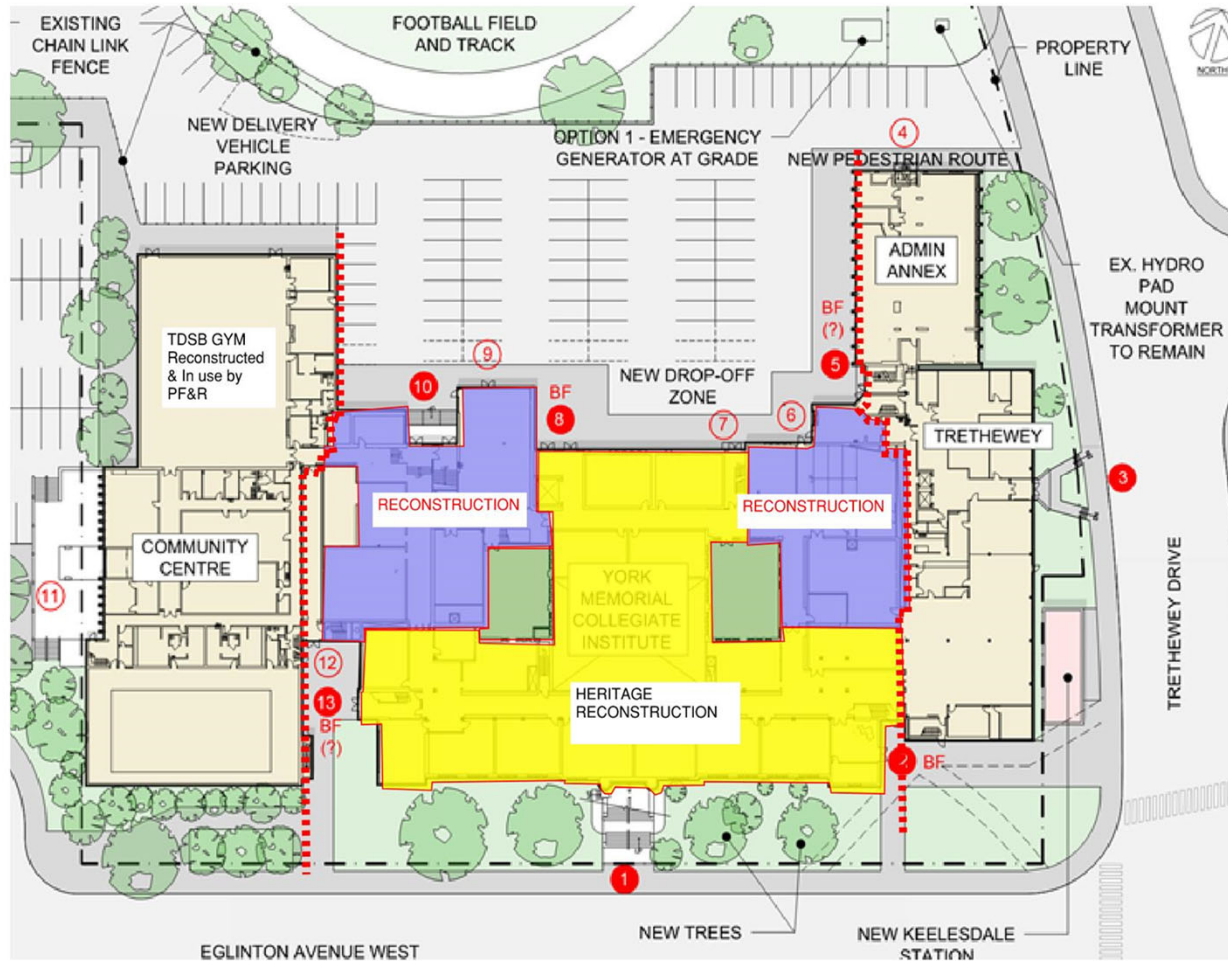 EXISTING
CHAIN LINK
FENCE
FOOTBALL FIELD
AND TRACK
PROPERTY
LINE
NORTH
NEW DELIVERY
VEHICLE
PARKING
OPTION 1 - EMERGENCY
GENERATOR AT GRADE
4
NEW PEDESTRIAN ROUTE
ADMIN
ANNEX
EX. HYDRO
PAD
MOUNT
TRANSFORMER
TO REMAIN
TDSB GYM
Reconstructed
& In use by
PF&R
BF
(?)
5
9
10
NEW DROP-OFF
ZONE
BF
8
7
6
TRETHEWEY
3
RECONSTRUCTION
RECONSTRUCTION
COMMUNITY
CENTRE
11
YORK
MEMORIAL
COLLEGIATE
INSTITUTE
TRETHEWEY DRIVE
12
13
BF
(?)
HERITAGE
RECONSTRUCTION
2 BF
1
NEW TREES
NEW KEELESDALE
STATION
EGLINTON AVENUE WEST